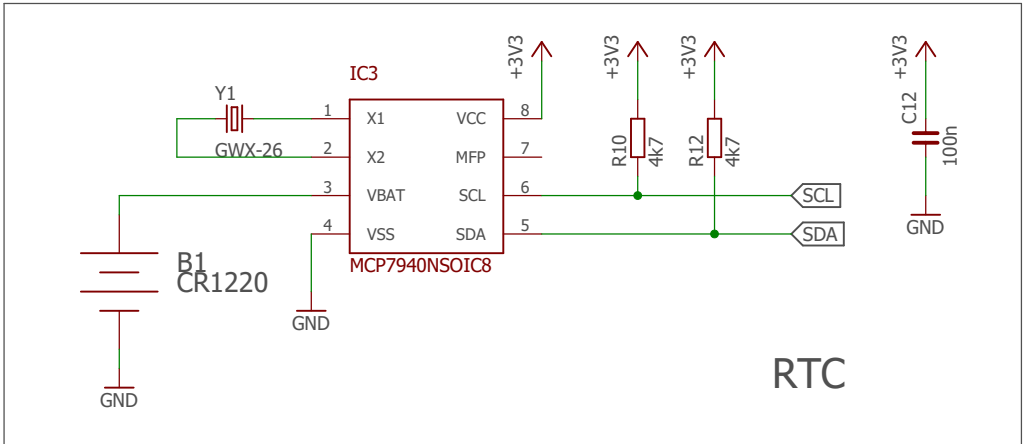 IC3
Y1
GWX-26
1
2
3
4
X1
X2
VBAT
VSS
VCC
MFP
SCL
SDA
8
7
6
5
MCP7940NSOIC8
+3V3
+3V3
+3V3
+3V3
R10
4k7
R12
4k7
C12
100n
SCL
SDA
GND
B1
CR1220
GND
GND
RTC